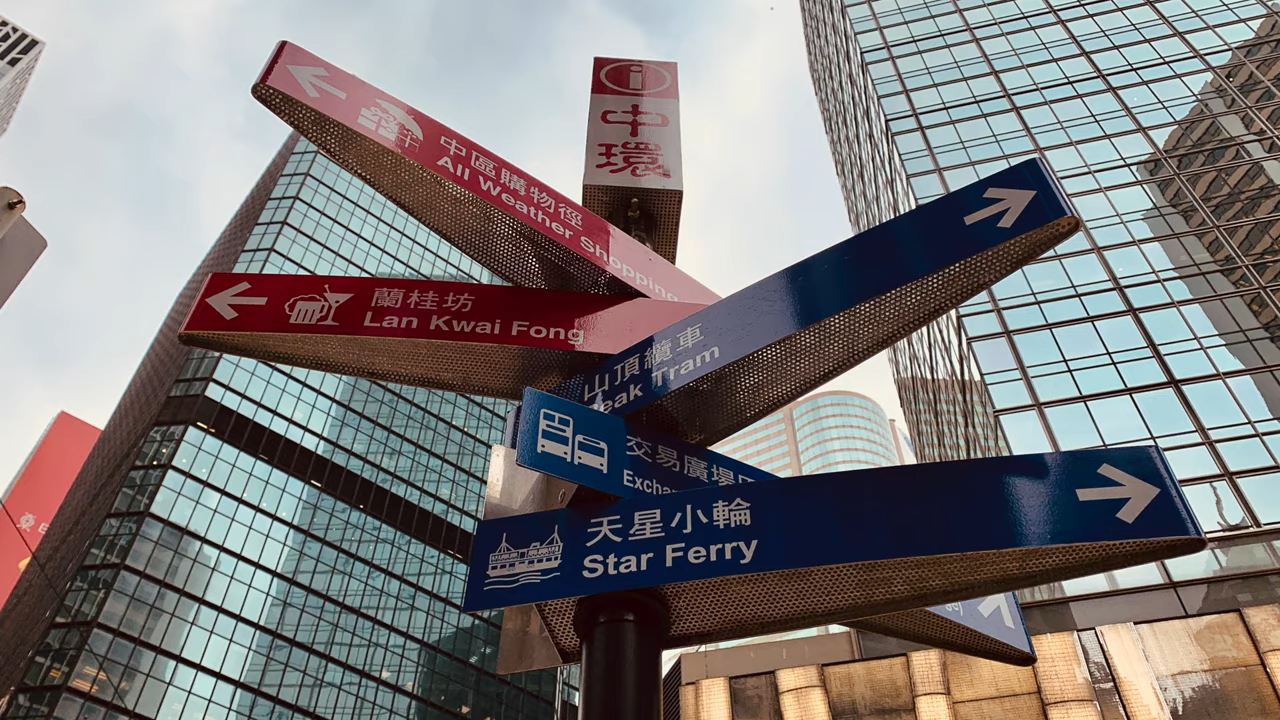 i
中
環
中區購物徑
All Weather Shopping
蘭桂坊
Lan Kwai Fong
山頂纜車
Peak Tram
交易廣場
天星小輪
Star Ferry